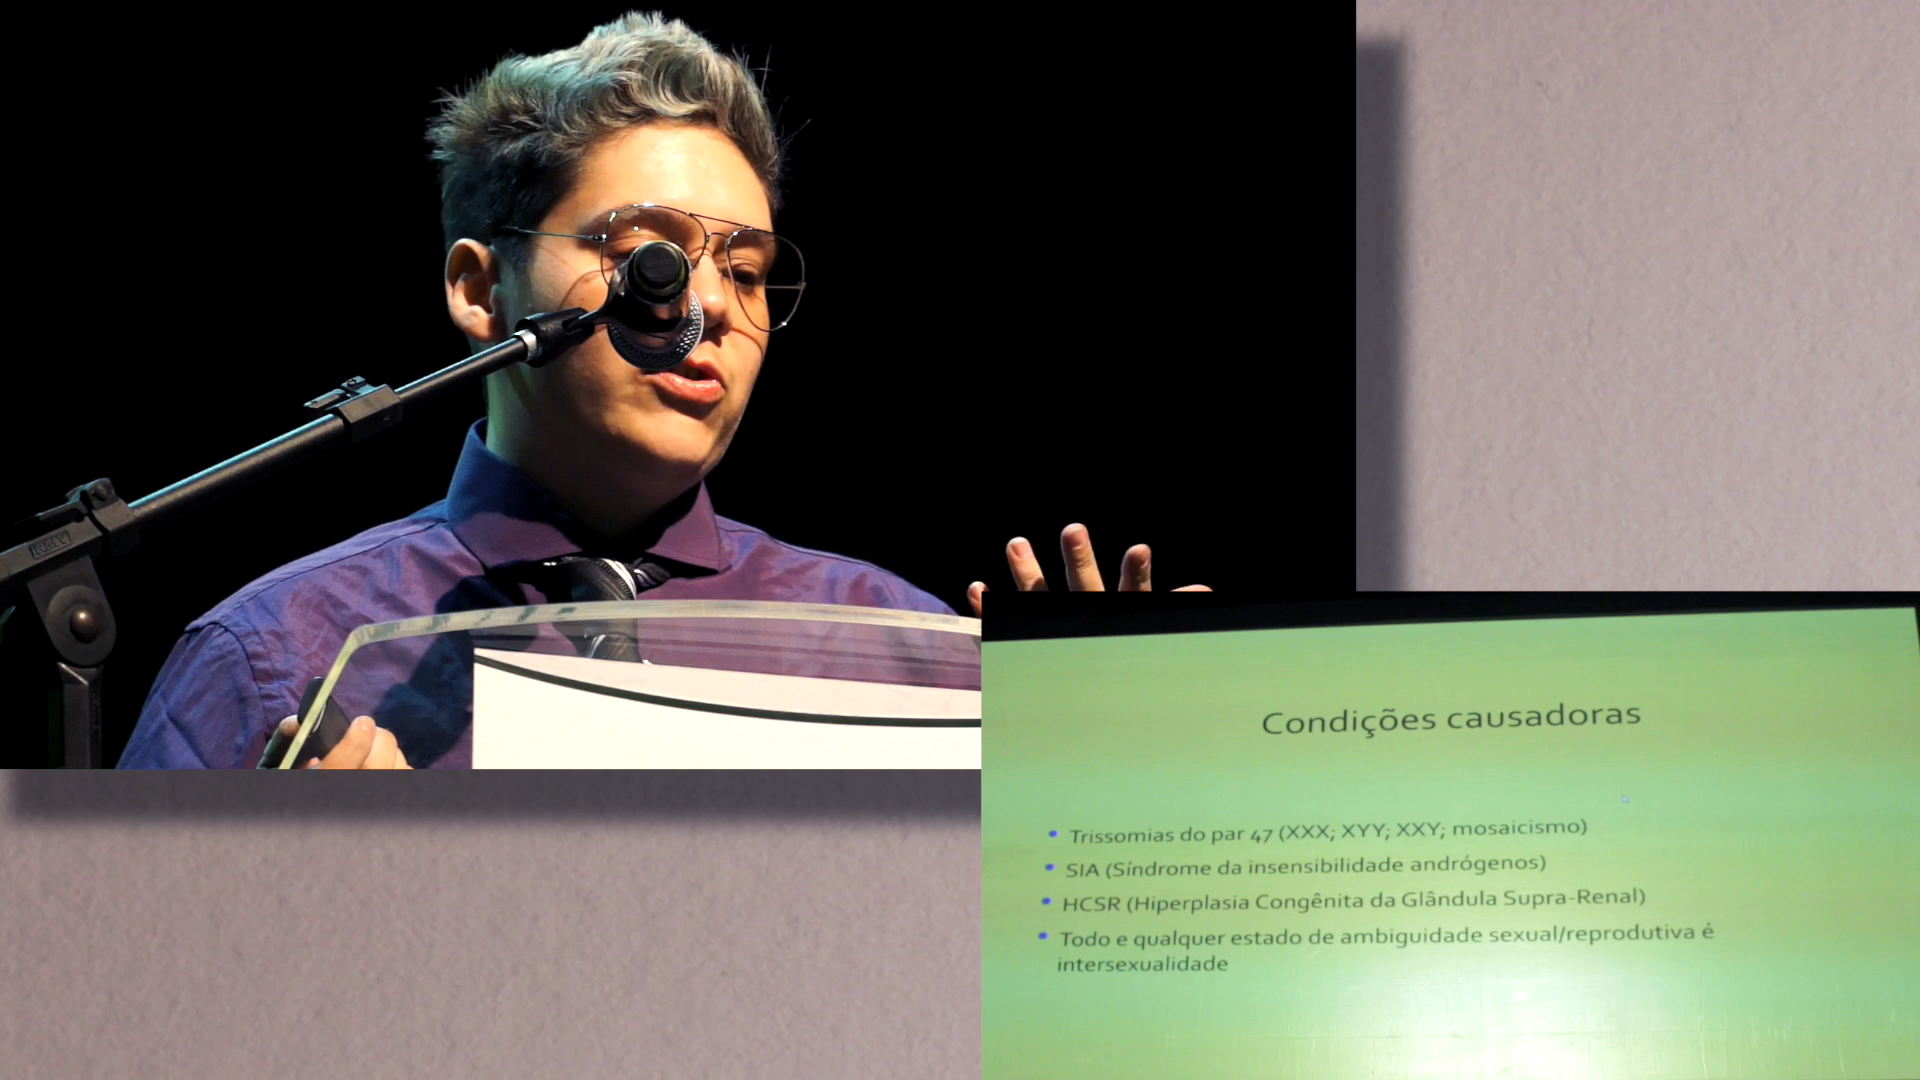 RMV
Condições causadoras
Trissomias do par 47 (XXX; XYY; XXY; mosaicismo)
SIA (Síndrome da insensibilidade andrógenos)
HCSR (Hiperplasia Congênita da Glândula Supra-Renal)
Todo e qualquer estado de ambiguidade sexual/reprodutiva é
intersexualidade